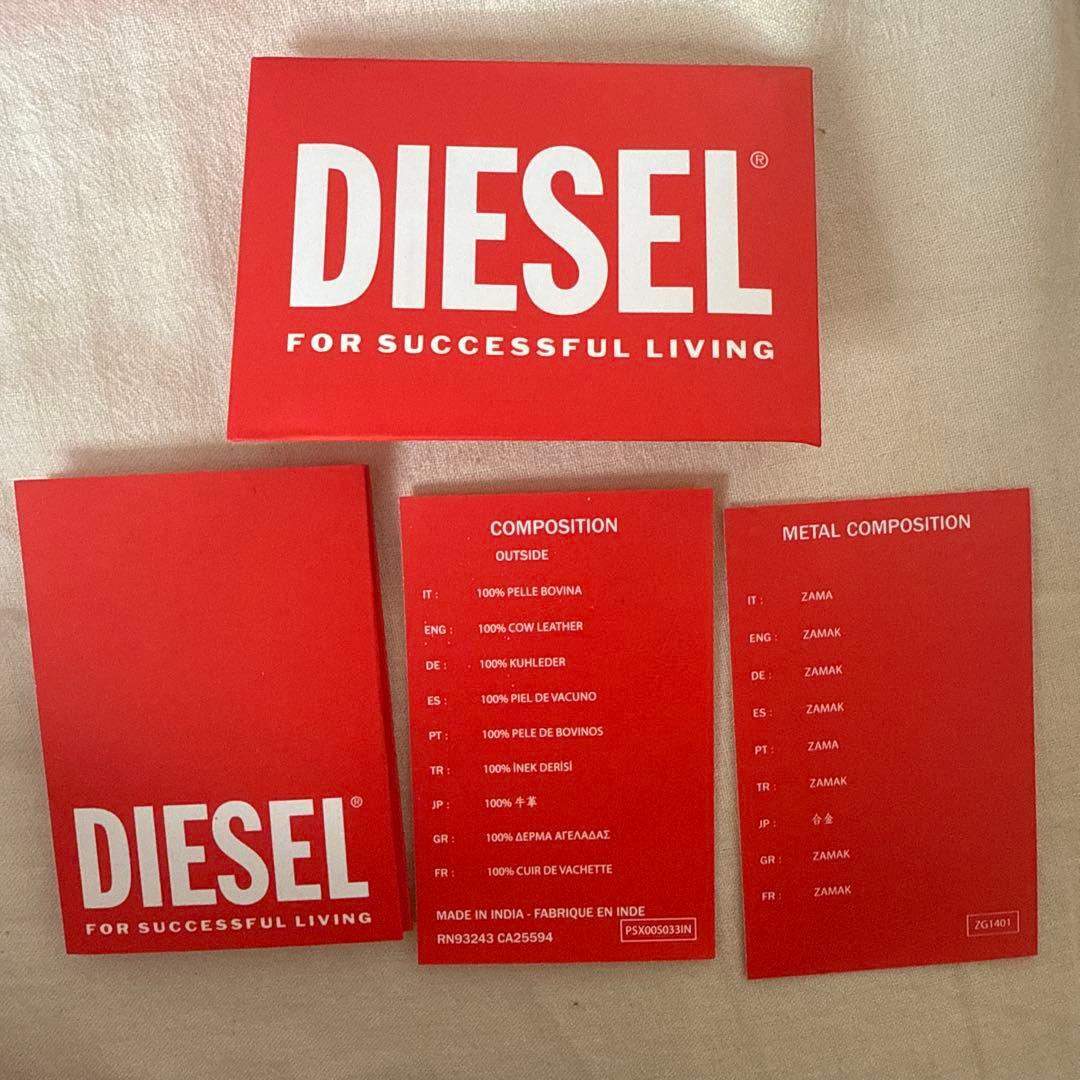 DIESEL®
FOR SUCCESSFUL LIVING
DIESEL®
FOR SUCCESSFUL LIVING
COMPOSITION
OUTSIDE
IT : 100% PELLE BOVINA
ENG : 100% COW LEATHER
DE : 100% KUHLEDER
ES : 100% PIEL DE VACUNO
PT : 100% PELE DE BOVINOS
TR : 100% İNEK DERİSİ
JP : 100% 牛革
GR : 100% ΔΕΡΜΑ ΑΓΕΛΑΔΑΣ
FR : 100% CUIR DE VACHETTE
MADE IN INDIA - FABRIQUE EN INDE
RN93243 CA25594 PSX00S033IN
METAL COMPOSITION
IT : ZAMA
ENG : ZAMAK
DE : ZAMAK
ES : ZAMAK
PT : ZAMA
TR : ZAMAK
JP : 合金
GR : ZAMAK
FR : ZAMAK
ZG1401